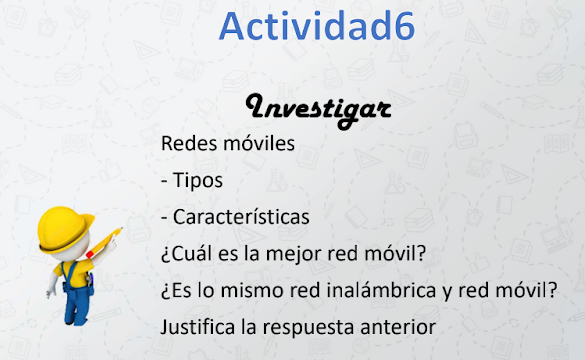 Actividad6
Investigar
Redes móviles
- Tipos
- Características
¿Cuál es la mejor red móvil?
¿Es lo mismo red inalámbrica y red móvil?
Justifica la respuesta anterior